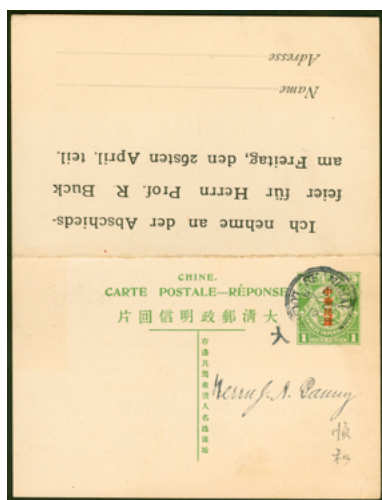 Ich nehme an der Abschieds-
feier für Herrn Prof. R Buck
am Freitag, den 26sten April, teil.
Name
Adresse
CHINE.
CARTE POSTALE—RÉPONSE
大清郵政明信回片
中華民國
1 1
大
Herrn
順和